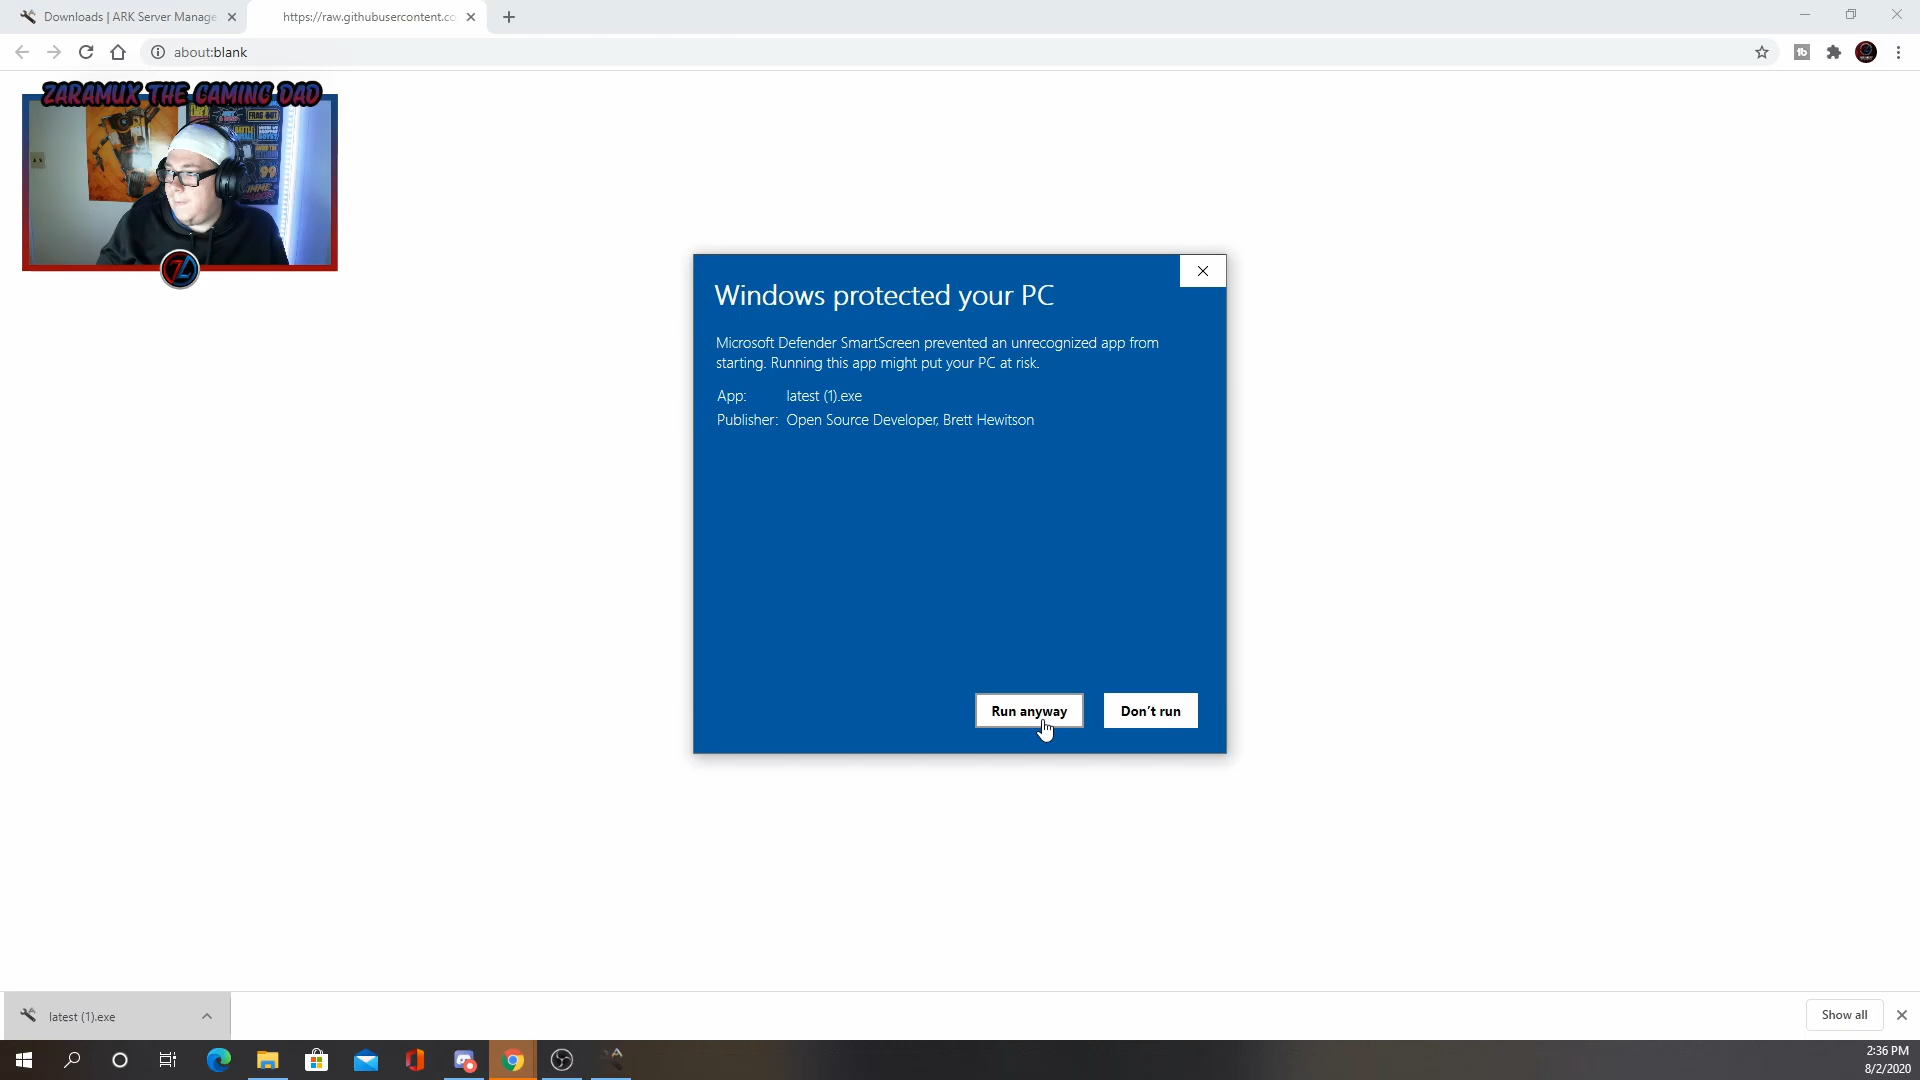 Downloads | ARK Server Manage
https://raw.githubusercontent.co
about:blank
ZARAMUX THE GAMING DAD
FRAG OUT
99
Windows protected your PC
Microsoft Defender SmartScreen prevented an unrecognized app from
starting. Running this app might put your PC at risk.
App: latest (1).exe
Publisher: Open Source Developer, Brett Hewitson
Run anyway
Don't run
latest (1).exe
Show all
2:36 PM
8/2/2020